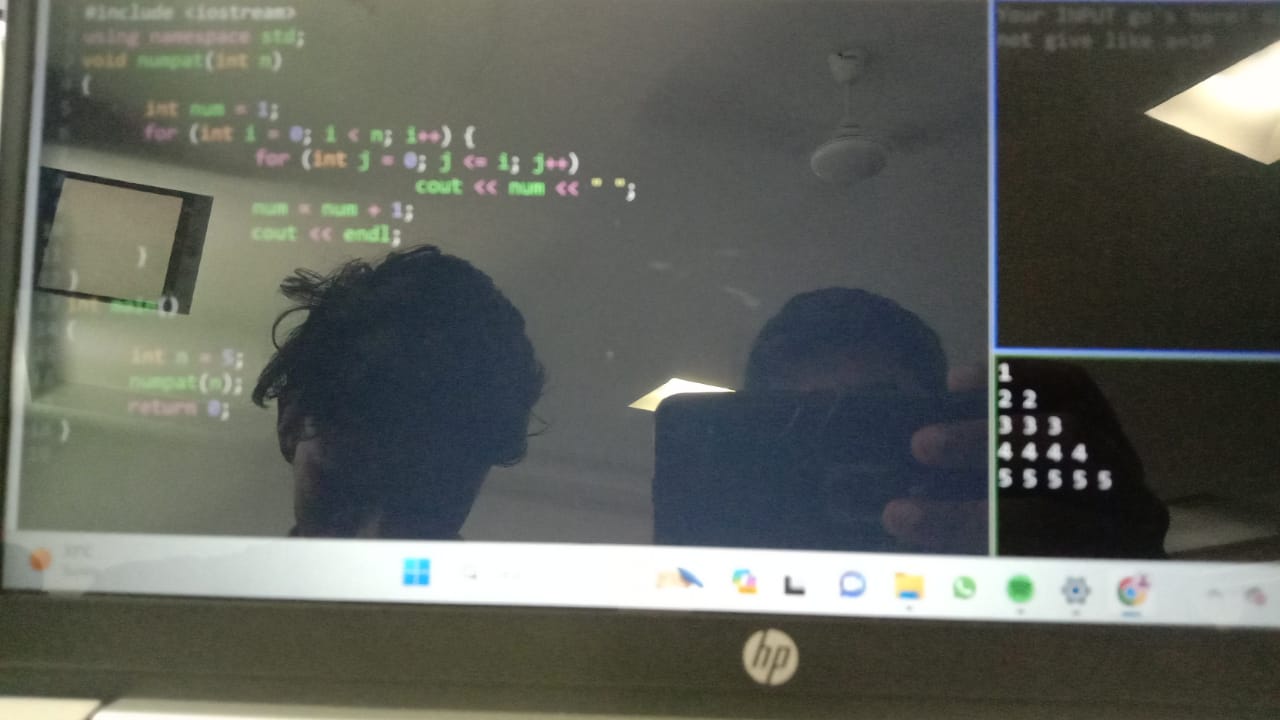 #include <iostream>
using namespace std;
void numpat(int n)
{
int num = 1;
for (int i = 0; i < n; i++) {
for (int j = 0; j <= i; j++)
cout << num << " ";
num = num + 1;
cout << endl;
}
}
int main()
{
int n = 5;
numpat(n);
return 0;
}
Your INPUT go's here!
not give like
1
2 2
3 3 3
4 4 4 4
5 5 5 5 5
hp